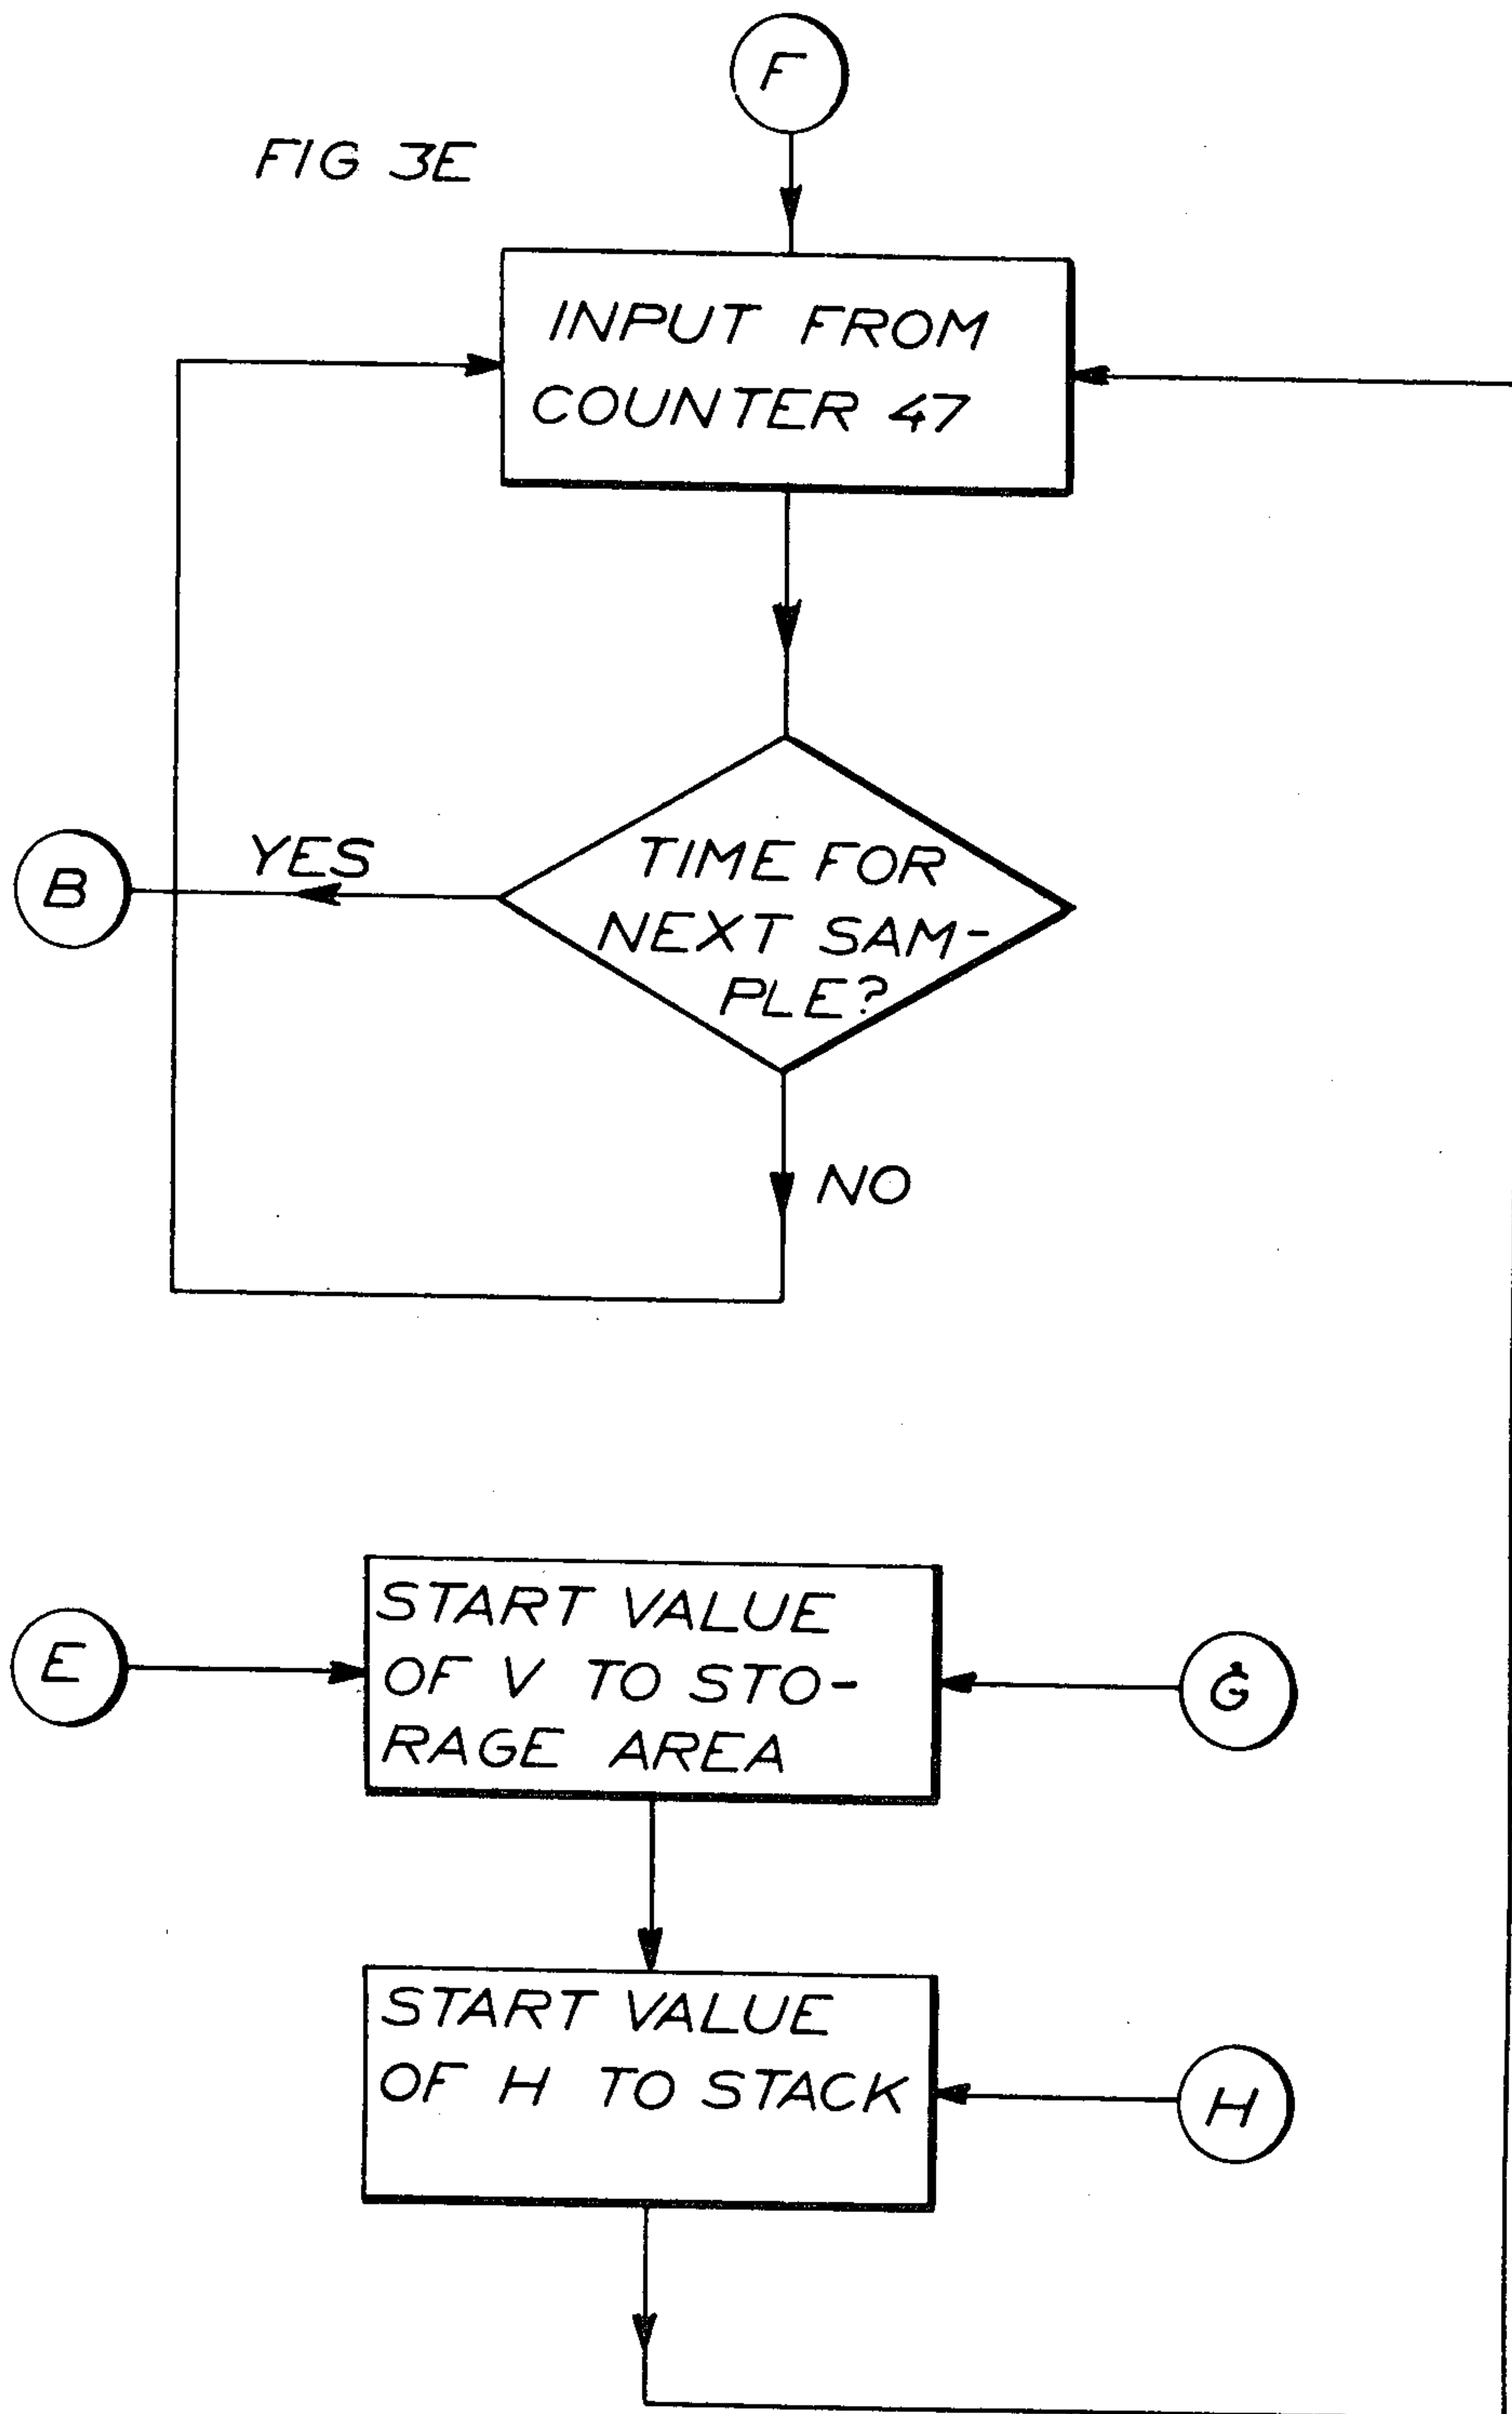 F
FIG 3E
INPUT FROM
COUNTER 47
YES
B
TIME FOR
NEXT SAM-
PLE?
NO
START VALUE
OF V TO STO-
RAGE AREA
E
G
START VALUE
OF H TO STACK
H